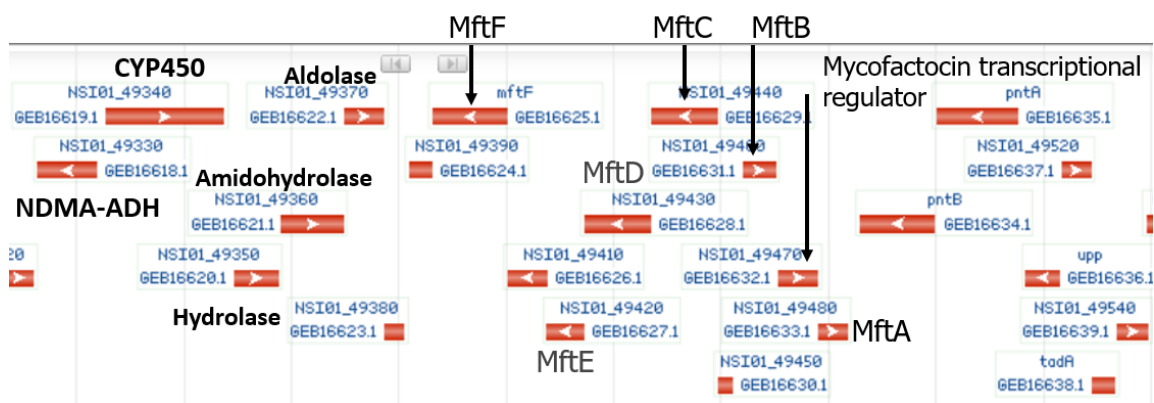 MftF
MftC
MftB
CYP450
Aldolase
Mycofactocin transcriptional
regulator
NSI01_49340
NSI01_49370
mftF
NSI01_49440
pntA
GEB16619.1
GEB16622.1
GEB16625.1
GEB16629.1
GEB16635.1
NSI01_49330
NSI01_49390
NSI01_49460
NSI01_49520
GEB16618.1
GEB16624.1
GEB16631.1
GEB16637.1
Amidohydrolase
MftD
NDMA-ADH
NSI01_49360
NSI01_49430
pntB
GEB16621.1
GEB16628.1
GEB16634.1
20
NSI01_49350
NSI01_49410
NSI01_49470
upp
GEB16620.1
GEB16626.1
GEB16632.1
GEB16636.1
Hydrolase
NSI01_49380
NSI01_49420
NSI01_49480
NSI01_49540
GEB16623.1
GEB16627.1
GEB16633.1
MftA
GEB16639.1
MftE
NSI01_49450
tadA
GEB16630.1
GEB16638.1